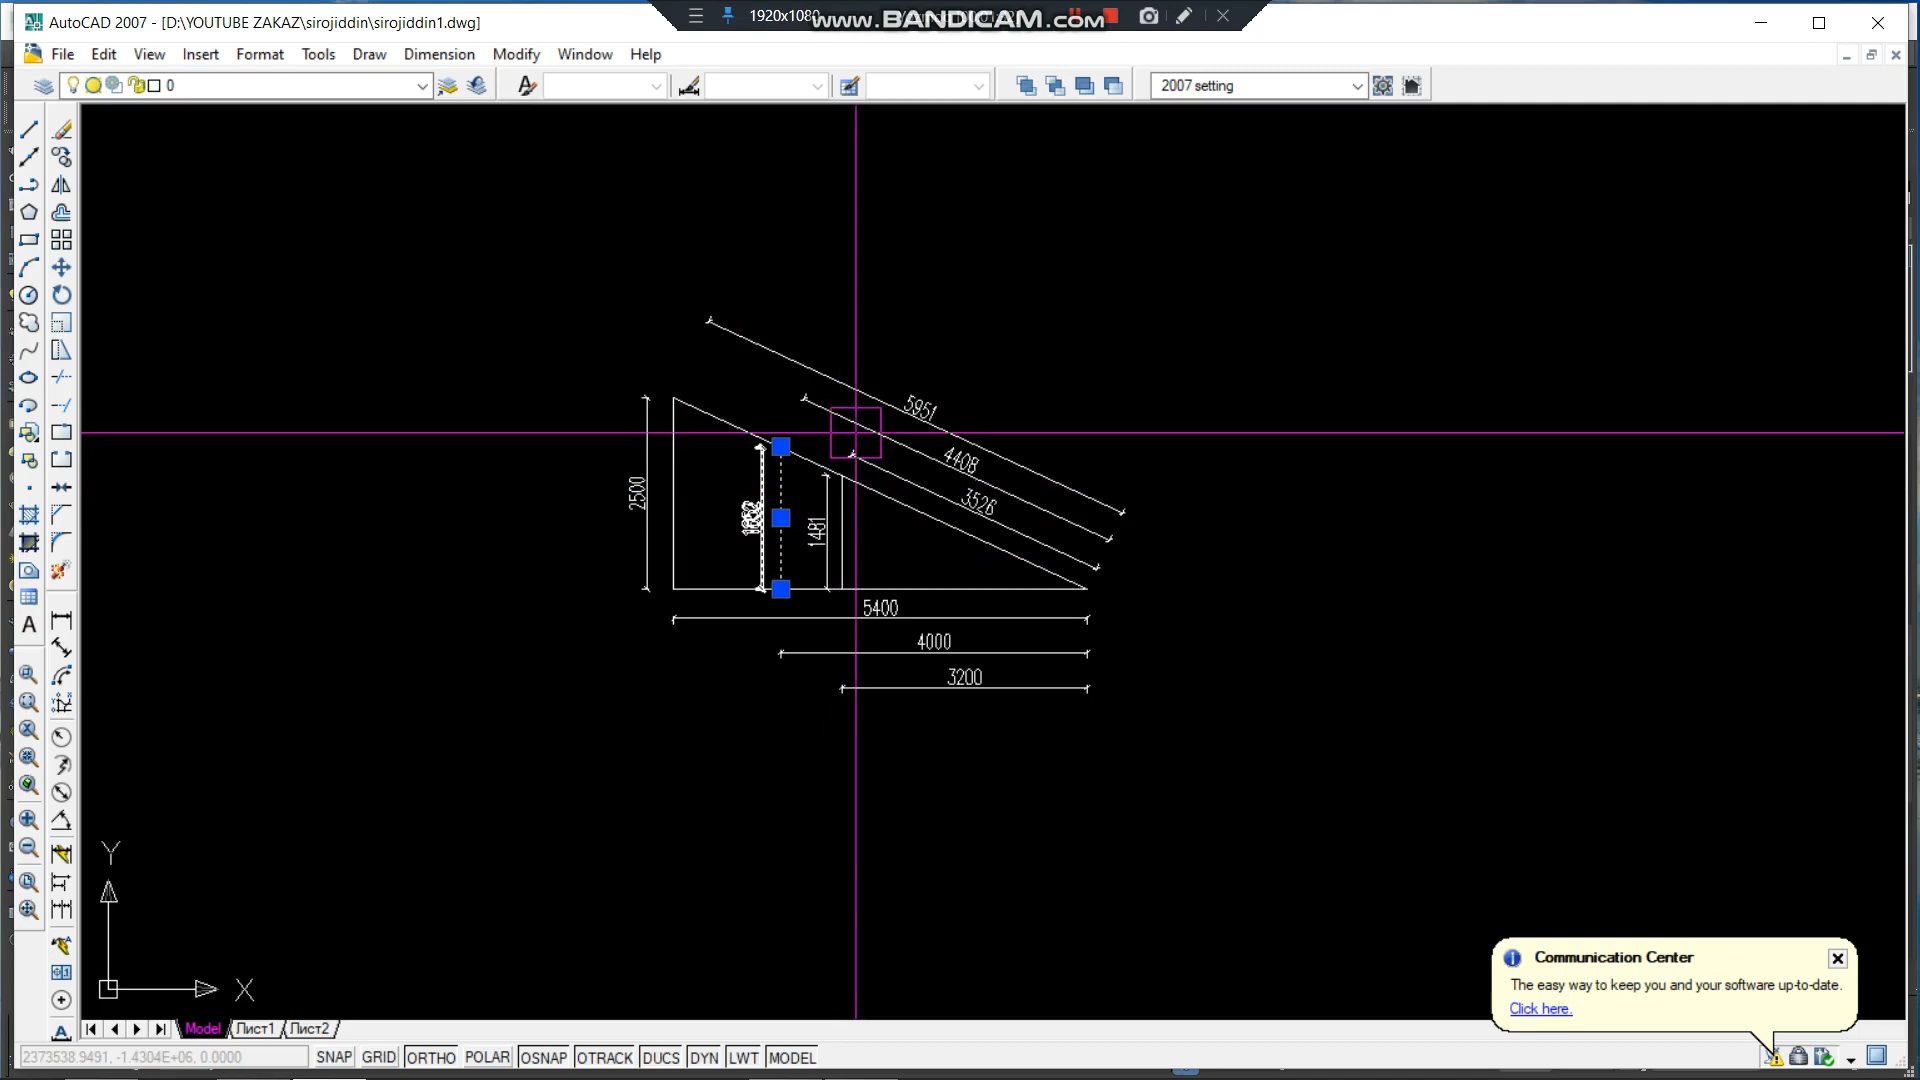 AutoCAD 2007 - [D:\YOUTUBE ZAKAZ\sirojiddin\sirojiddin1.dwg]
1920x1080
www.BANDICAM.com
File Edit View Insert Format Tools Draw Dimension Modify Window Help
0
2007 setting
5951
4408
3526
2500
1481
5400
4000
3200
Y
X
Communication Center
The easy way to keep you and your software up-to-date.
Click here.
Model Лист1 Лист2
2373538.9491, -1.4304E+06, 0.0000 SNAP GRID ORTHO POLAR OSNAP OTRACK DUCS DYN LWT MODEL